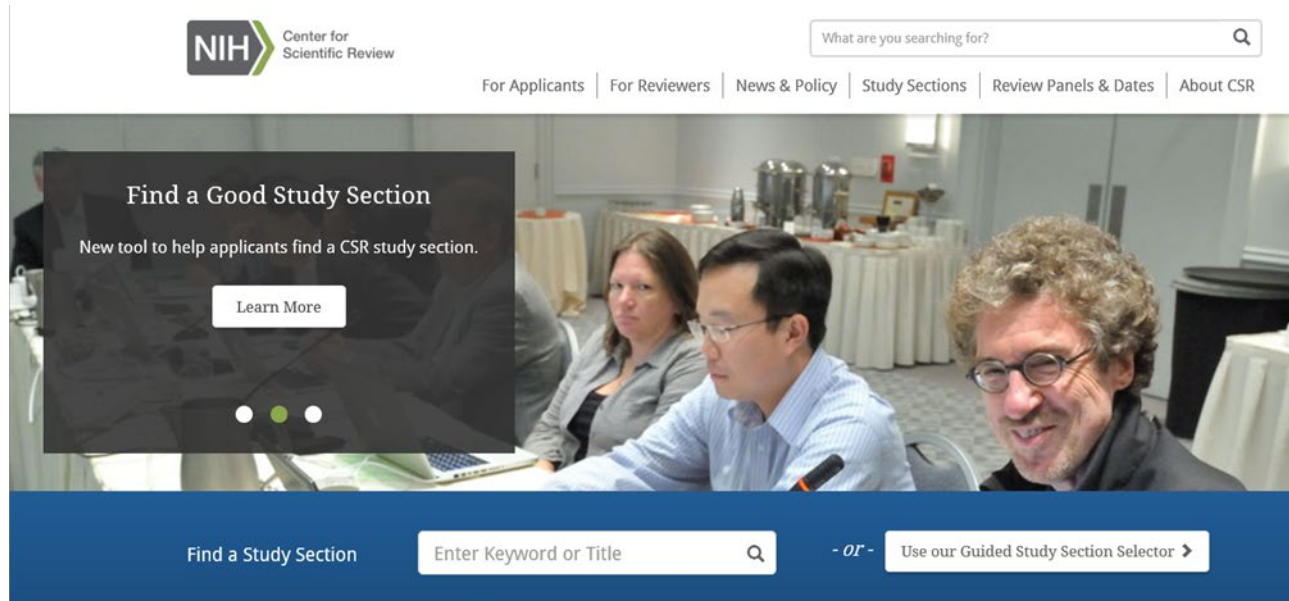 NIH
Center for
Scientific Review
What are you searching for?
For Applicants
For Reviewers
News & Policy
Study Sections
Review Panels & Dates
About CSR
Find a Good Study Section
New tool to help applicants find a CSR study section.
Learn More
Find a Study Section
Enter Keyword or Title
- or -
Use our Guided Study Section Selector